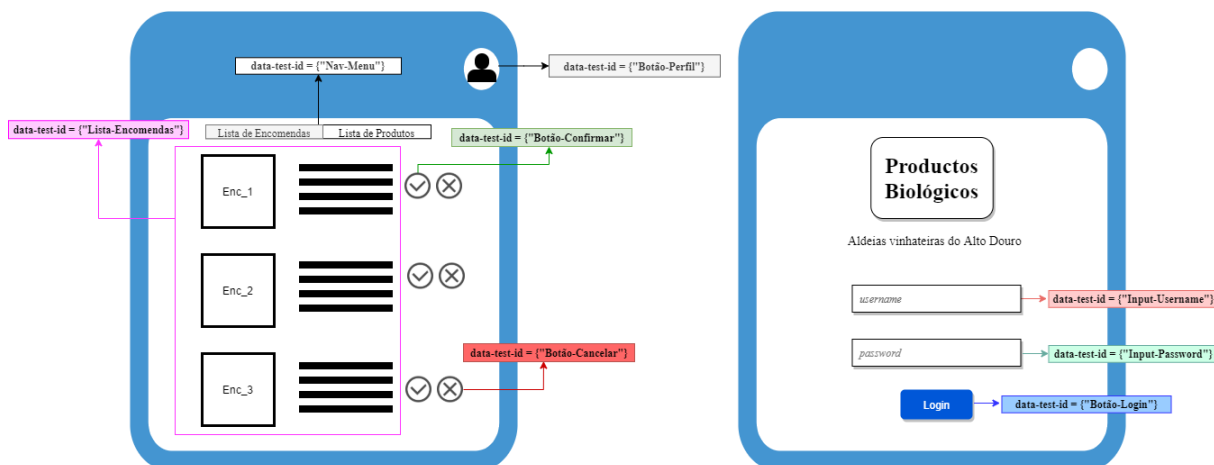 data-test-id = {"Nav-Menu"}
data-test-id = {"Botão-Perfil"}
data-test-id = {"Lista-Encomendas"}
Lista de Encomendas
Lista de Produtos
data-test-id = {"Botão-Confirmar"}
Enc_1
Enc_2
data-test-id = {"Botão-Cancelar"}
Enc_3
Productos
Biológicos
Aldeias vinhateiras do Alto Douro
username
data-test-id = {"Input-Username"}
password
data-test-id = {"Input-Password"}
Login
data-test-id = {"Botão-Login"}